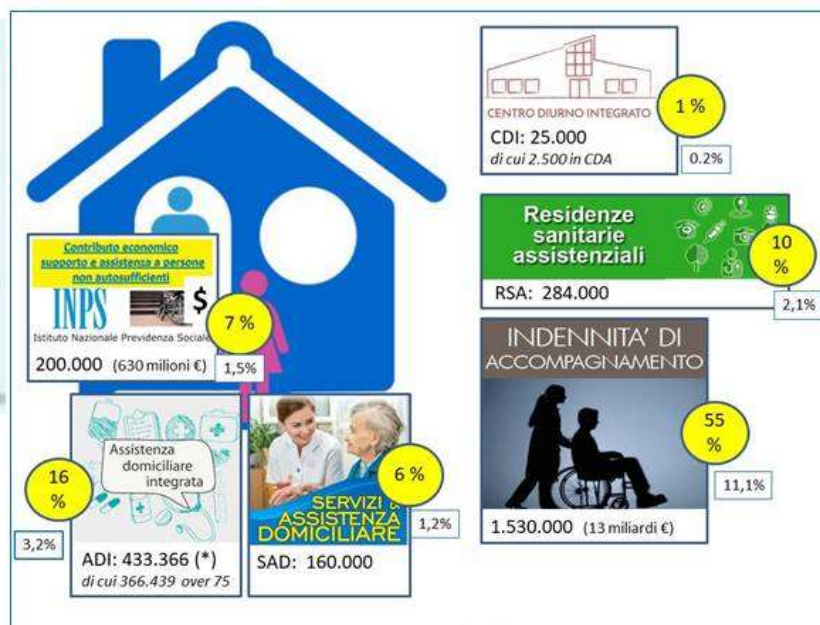 CENTRO DIURNO INTEGRATO
CDI: 25.000
di cui 2.500 in CDA
1 %
0.2%
Residenze
sanitarie
assistenziali
RSA: 284.000
10
%
2,1%
Contributo economico
supporto e assistenza a persone
non autosufficienti
INPS
$
Istituto Nazionale Previdenza Sociale
200.000 (630 milioni €)
7 %
1,5%
INDENNITA' DI
ACCOMPAGNAMENTO
1.530.000 (13 miliardi €)
55
%
11,1%
Assistenza
domiciliare
integrata
16
%
3,2%
ADI: 433.366 (*)
di cui 366.439 over 75
SERVIZI di
ASSISTENZA
DOMICILIARE
SAD: 160.000
6 %
1,2%